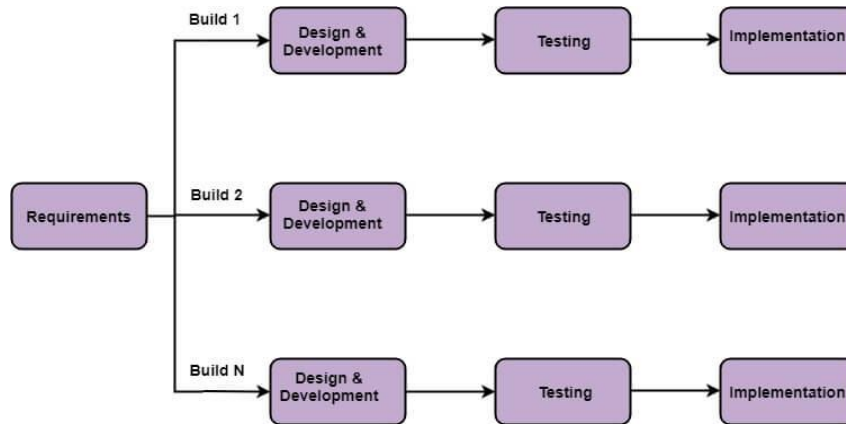 Build 1
Design &
Development
Testing
Implementation
Requirements
Build 2
Design &
Development
Testing
Implementation
Build N
Design &
Development
Testing
Implementation